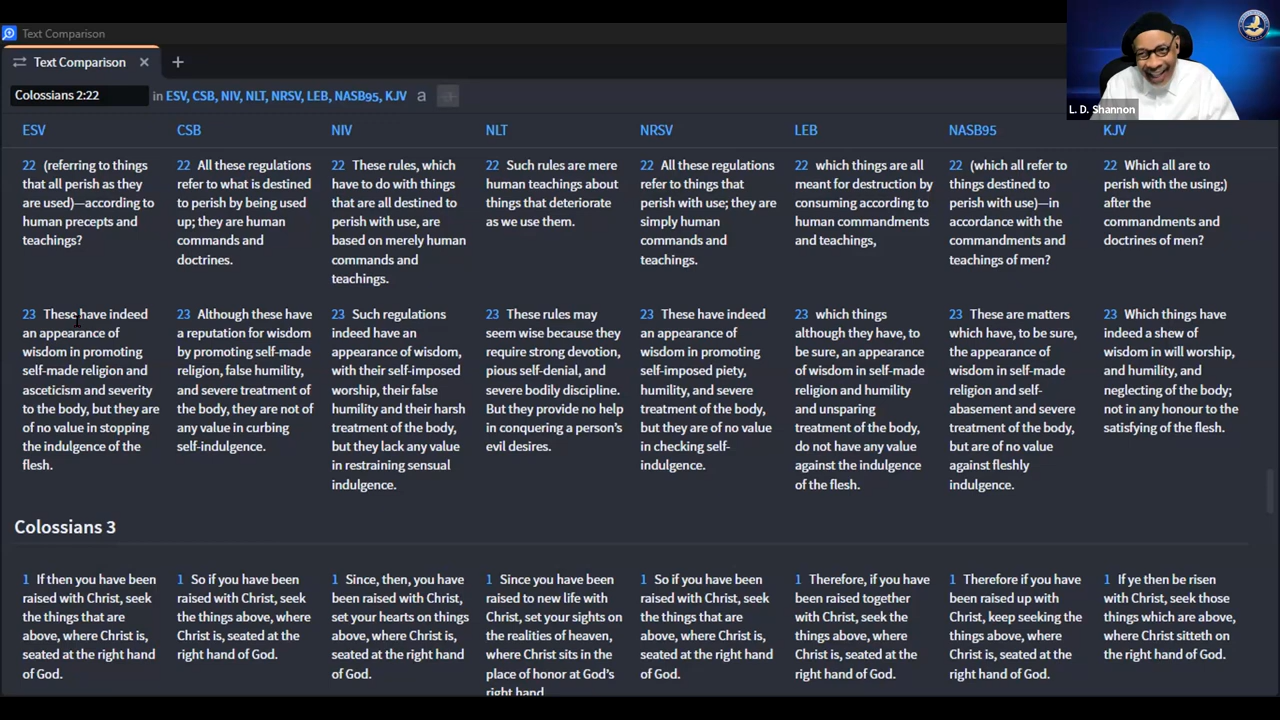 Text Comparison
Text Comparison
Colossians 2:22
in ESV, CSB, NIV, NLT, NRSV, LEB, NASB95, KJV
a
L. D. Shannon
ESV
22 (referring to things
that all perish as they
are used)—according to
human precepts and
teachings?
23 These have indeed
an appearance of
wisdom in promoting
self-made religion and
asceticism and severity
to the body, but they are
of no value in stopping
the indulgence of the
flesh.
CSB
22 All these regulations
refer to what is destined
to perish by being used
up; they are human
commands and
doctrines.
23 Although these have
a reputation for wisdom
by promoting self-made
religion, false humility,
and severe treatment of
the body, they are not of
any value in curbing
self-indulgence.
NIV
22 These rules, which
have to do with things
that are all destined to
perish with use, are
based on merely human
commands and
teachings.
23 Such regulations
indeed have an
appearance of wisdom,
with their self-imposed
worship, their false
humility and their harsh
treatment of the body,
but they lack any value
in restraining sensual
indulgence.
NLT
22 Such rules are mere
human teachings about
things that deteriorate
as we use them.
23 These rules may
seem wise because they
require strong devotion,
pious self-denial, and
severe bodily discipline.
But they provide no help
in conquering a person’s
evil desires.
NRSV
22 All these regulations
refer to things that
perish with use; they are
simply human
commands and
teachings.
23 These have indeed
an appearance of
wisdom in promoting
self-imposed piety,
humility, and severe
treatment of the body,
but they are of no value
in checking self-
indulgence.
LEB
22 which things are all
meant for destruction by
consuming according to
human commandments
and teachings,
23 which things
although they have, to
be sure, an appearance
of wisdom in self-made
religion and humility
and unsparing
treatment of the body,
do not have any value
against the indulgence
of the flesh.
NASB95
22 (which all refer to
things destined to
perish with use)—in
accordance with the
commandments and
teachings of men?
23 These are matters
which have, to be sure,
the appearance of
wisdom in self-made
religion and self-
abasement and severe
treatment of the body,
but are of no value
against fleshly
indulgence.
KJV
22 Which all are to
perish with the using;)
after the
commandments and
doctrines of men?
23 Which things have
indeed a shew of
wisdom in will worship,
and humility, and
neglecting of the body;
not in any honour to the
satisfying of the flesh.
Colossians 3
1 If then you have been
raised with Christ, seek
the things that are
above, where Christ is,
seated at the right hand
of God.
1 So if you have been
raised with Christ, seek
the things above, where
Christ is, seated at the
right hand of God.
1 Since, then, you have
been raised with Christ,
set your hearts on things
above, where Christ is,
seated at the right hand
of God.
1 Since you have been
raised to new life with
Christ, set your sights on
the realities of heaven,
where Christ sits in the
place of honor at God’s
right hand
1 So if you have been
raised with Christ, seek
the things that are
above, where Christ is,
seated at the right hand
of God.
1 Therefore, if you have
been raised together
with Christ, seek the
things above, where
Christ is, seated at the
right hand of God.
1 Therefore if you have
been raised up with
Christ, keep seeking the
things above, where
Christ is, seated at the
right hand of God.
1 If ye then be risen
with Christ, seek those
things which are above,
where Christ sitteth on
the right hand of God.